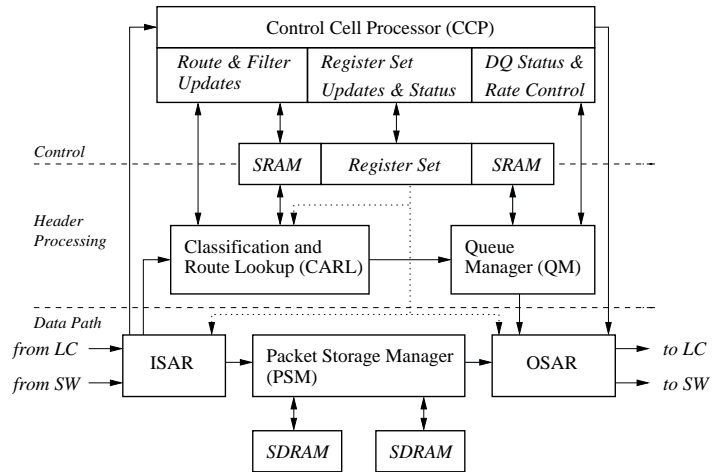 Control Cell Processor (CCP)
Route & Filter
Updates
Register Set
Updates & Status
DQ Status &
Rate Control
Control
SRAM
Register Set
SRAM
Header
Processing
Classification and
Route Lookup (CARL)
Queue
Manager (QM)
Data Path
from LC
from SW
ISAR
Packet Storage Manager
(PSM)
OSAR
to LC
to SW
SDRAM
SDRAM